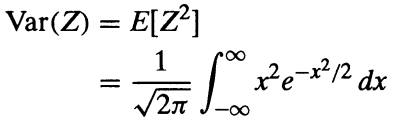 Var(Z) = E[Z²]
= 1/√2π ∫_{-∞}^{∞} x²e^{-x²/2} dx